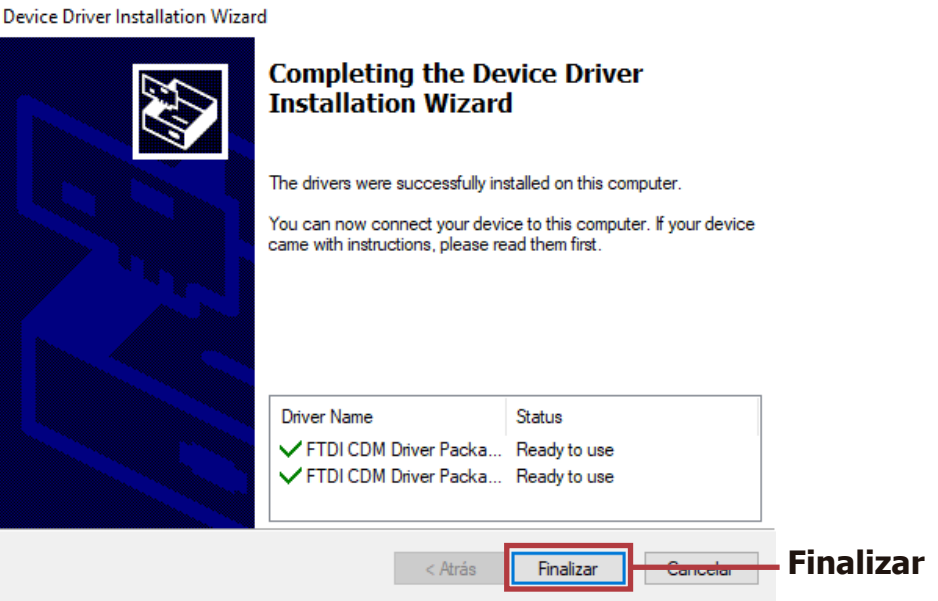 Device Driver Installation Wizard
Completing the Device Driver
Installation Wizard
The drivers were successfully installed on this computer.
You can now connect your device to this computer. If your device
came with instructions, please read them first.
Driver Name Status
FTDI CDM Driver Packa... Ready to use
FTDI CDM Driver Packa... Ready to use
< Atrás Finalizar Cancelar Finalizar